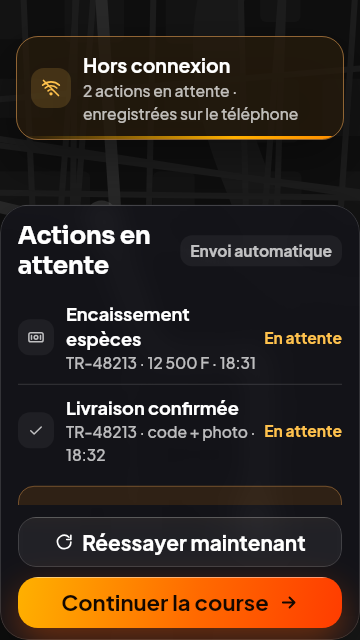 Hors connexion
2 actions en attente ·
enregistrées sur le téléphone
Actions en
attente
Envoi automatique
Encaissement
espèces
TR-48213 · 12 500 F · 18:31
En attente
Livraison confirmée
TR-48213 · code + photo ·
18:32
En attente
Réessayer maintenant
Continuer la course →